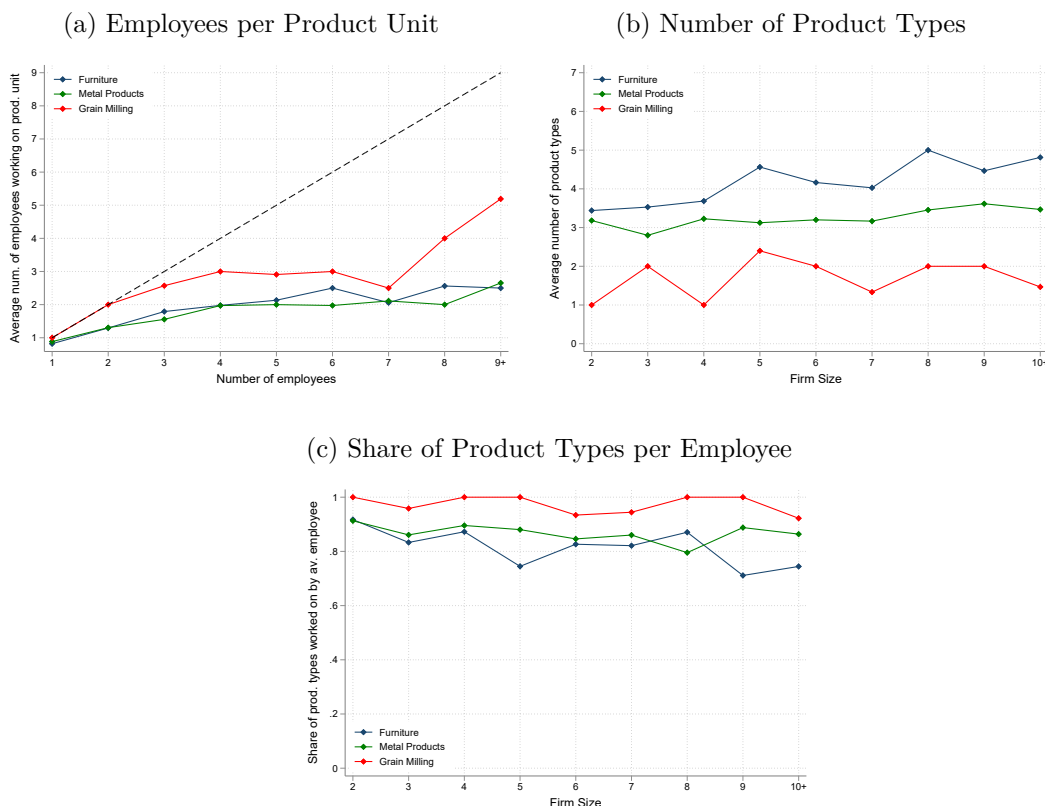 (a) Employees per Product Unit
Average num. of employees working on prod. unit
9
8
7
6
5
4
3
2
1
Furniture
Metal Products
Grain Milling
1 2 3 4 5 6 7 8 9+
Number of employees
(b) Number of Product Types
Average number of product types
7
6
5
4
3
2
1
0
Furniture
Metal Products
Grain Milling
2 3 4 5 6 7 8 9 10+
Firm Size
(c) Share of Product Types per Employee
Share of prod. types worked on by av. employee
1
.8
.6
.4
.2
0
Furniture
Metal Products
Grain Milling
2 3 4 5 6 7 8 9 10+
Firm Size